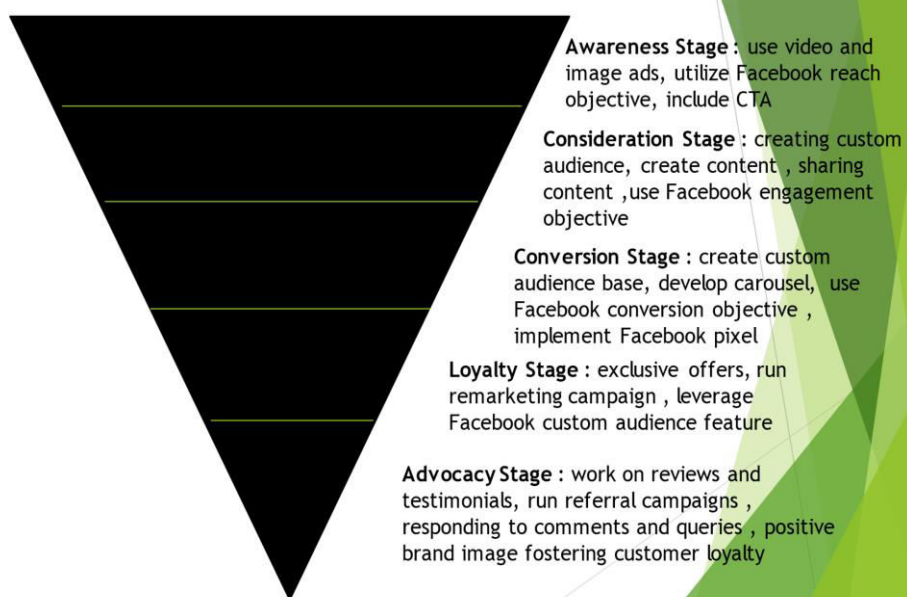 Awareness Stage : use video and
image ads, utilize Facebook reach
objective, include CTA
Consideration Stage : creating custom
audience, create content , sharing
content ,use Facebook engagement
objective
Conversion Stage : create custom
audience base, develop carousel, use
Facebook conversion objective ,
implement Facebook pixel
Loyalty Stage : exclusive offers, run
remarketing campaign , leverage
Facebook custom audience feature
Advocacy Stage : work on reviews and
testimonials, run referral campaigns ,
responding to comments and queries , positive
brand image fostering customer loyalty